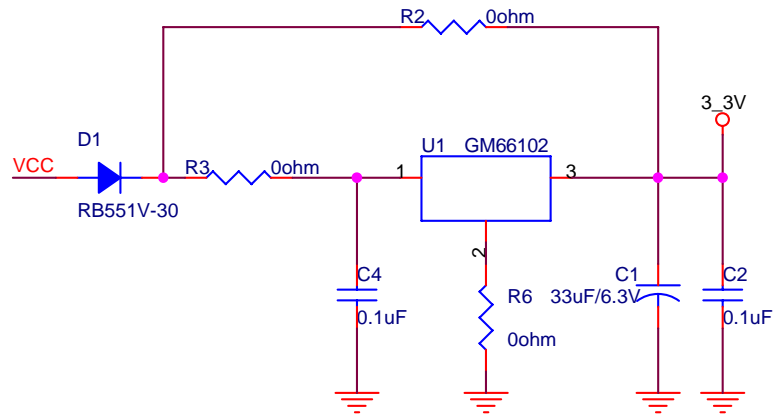 R2 0ohm
3_3V
D1
U1 GM66102
VCC
R3 0ohm
1
3
RB551V-30
2
C4
0.1uF
R6
0ohm
C1
33uF/6.3V
C2
0.1uF